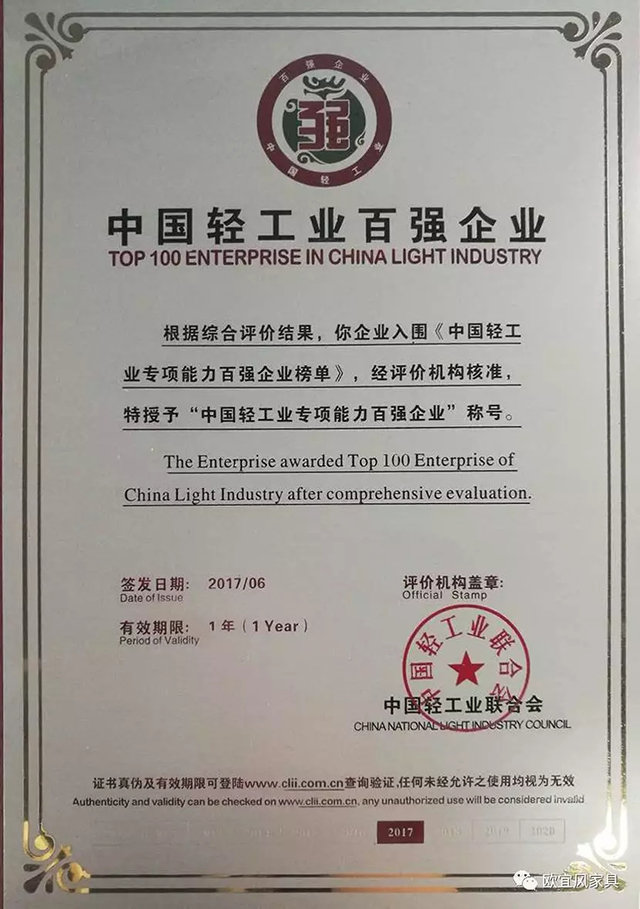 百强企业
强
中国轻工业
中国轻工业百强企业
TOP 100 ENTERPRISE IN CHINA LIGHT INDUSTRY
根据综合评价结果，你企业入围《中国轻工
业专项能力百强企业榜单》，经评价机构核准，
特授予“中国轻工业专项能力百强企业”称号。
The Enterprise awarded Top 100 Enterprise of
China Light Industry after comprehensive evaluation.
签发日期: 2017/06
Date of Issue
有效期限: 1 年（1 Year）
Period of Validity
评价机构盖章:
Official Stamp
中国轻工业联合会
中国轻工业联合会
CHINA NATIONAL LIGHT INDUSTRY COUNCIL
证书真伪及有效期限可登陆www.clii.com.cn查询验证,任何未经允许之使用均视为无效
Authenticity and validity can be checked on www.clii.com.cn, any unauthorized use will be considered invalid
2017 2018 2019 2020
欧宜风家具